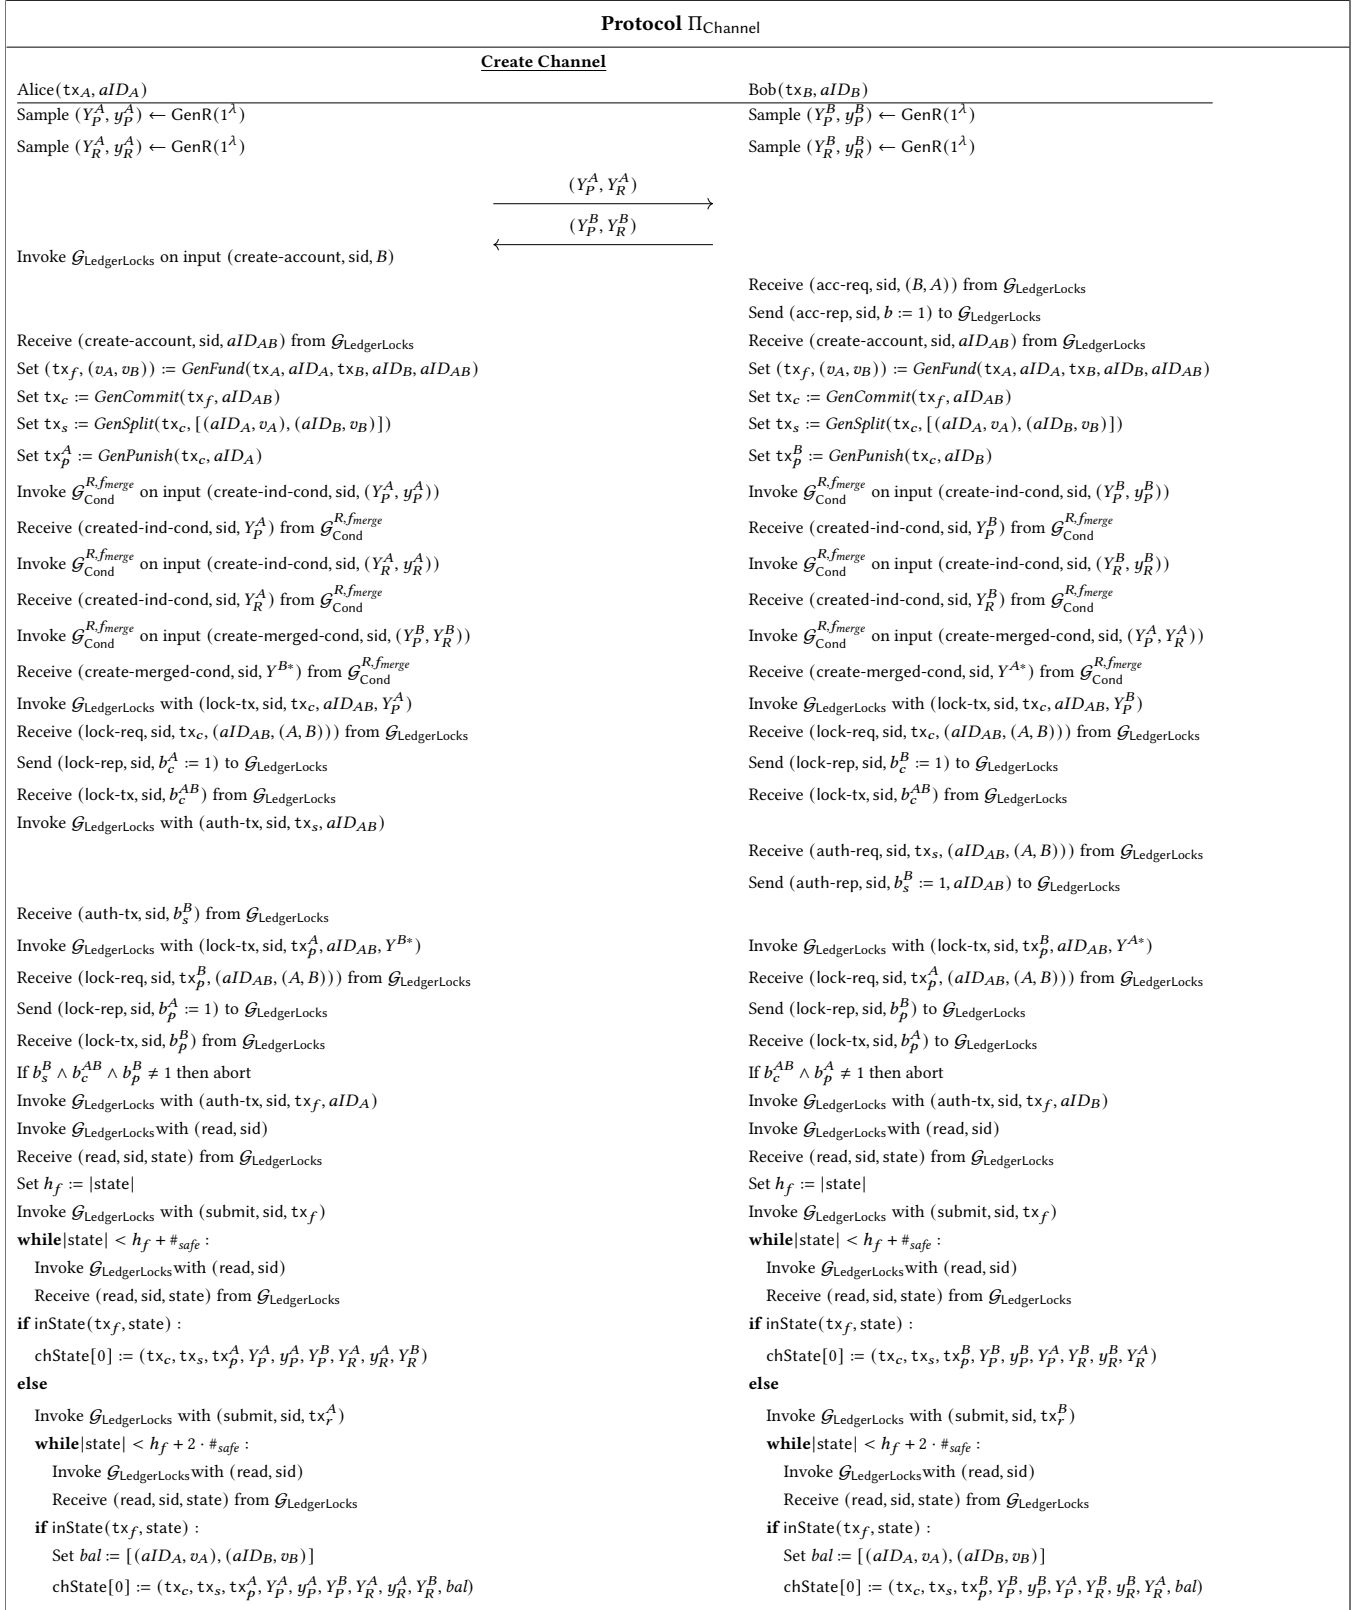 Protocol Π_Channel
Create Channel
Alice(tx_A, aID_A) Bob(tx_B, aID_B)
Sample (Y_P^A, y_P^A) ← GenR(1^λ) Sample (Y_P^B, y_P^B) ← GenR(1^λ)
Sample (Y_R^A, y_R^A) ← GenR(1^λ) Sample (Y_R^B, y_R^B) ← GenR(1^λ)
(Y_P^A, Y_R^A)
(Y_P^B, Y_R^B)
Invoke 𝒢_LedgerLocks on input (create-account, sid, B)
Receive (acc-req, sid, (B, A)) from 𝒢_LedgerLocks
Send (acc-rep, sid, b := 1) to 𝒢_LedgerLocks
Receive (create-account, sid, aID_AB) from 𝒢_LedgerLocks Receive (create-account, sid, aID_AB) from 𝒢_LedgerLocks
Set (tx_f, (v_A, v_B)) := GenFund(tx_A, aID_A, tx_B, aID_B, aID_AB) Set (tx_f, (v_A, v_B)) := GenFund(tx_A, aID_A, tx_B, aID_B, aID_AB)
Set tx_c := GenCommit(tx_f, aID_AB) Set tx_c := GenCommit(tx_f, aID_AB)
Set tx_s := GenSplit(tx_c, [(aID_A, v_A), (aID_B, v_B)]) Set tx_s := GenSplit(tx_c, [(aID_A, v_A), (aID_B, v_B)])
Set tx_p^A := GenPunish(tx_c, aID_A) Set tx_p^B := GenPunish(tx_c, aID_B)
Invoke 𝒢_Cond^{R,f_merge} on input (create-ind-cond, sid, (Y_P^A, y_P^A)) Invoke 𝒢_Cond^{R,f_merge} on input (create-ind-cond, sid, (Y_P^B, y_P^B))
Receive (created-ind-cond, sid, Y_P^A) from 𝒢_Cond^{R,f_merge} Receive (created-ind-cond, sid, Y_P^B) from 𝒢_Cond^{R,f_merge}
Invoke 𝒢_Cond^{R,f_merge} on input (create-ind-cond, sid, (Y_R^A, y_R^A)) Invoke 𝒢_Cond^{R,f_merge} on input (create-ind-cond, sid, (Y_R^B, y_R^B))
Receive (created-ind-cond, sid, Y_R^A) from 𝒢_Cond^{R,f_merge} Receive (created-ind-cond, sid, Y_R^B) from 𝒢_Cond^{R,f_merge}
Invoke 𝒢_Cond^{R,f_merge} on input (create-merged-cond, sid, (Y_P^B, Y_R^B)) Invoke 𝒢_Cond^{R,f_merge} on input (create-merged-cond, sid, (Y_P^A, Y_R^A))
Receive (create-merged-cond, sid, Y^{B*}) from 𝒢_Cond^{R,f_merge} Receive (create-merged-cond, sid, Y^{A*}) from 𝒢_Cond^{R,f_merge}
Invoke 𝒢_LedgerLocks with (lock-tx, sid, tx_c, aID_AB, Y_P^A) Invoke 𝒢_LedgerLocks with (lock-tx, sid, tx_c, aID_AB, Y_P^B)
Receive (lock-req, sid, tx_c, (aID_AB, (A, B))) from 𝒢_LedgerLocks Receive (lock-req, sid, tx_c, (aID_AB, (A, B))) from 𝒢_LedgerLocks
Send (lock-rep, sid, b_c^A := 1) to 𝒢_LedgerLocks Send (lock-rep, sid, b_c^B := 1) to 𝒢_LedgerLocks
Receive (lock-tx, sid, b_c^{AB}) from 𝒢_LedgerLocks Receive (lock-tx, sid, b_c^{AB}) from 𝒢_LedgerLocks
Invoke 𝒢_LedgerLocks with (auth-tx, sid, tx_s, aID_AB)
Receive (auth-req, sid, tx_s, (aID_AB, (A, B))) from 𝒢_LedgerLocks
Send (auth-rep, sid, b_s^B := 1, aID_AB) to 𝒢_LedgerLocks
Receive (auth-tx, sid, b_s^B) from 𝒢_LedgerLocks
Invoke 𝒢_LedgerLocks with (lock-tx, sid, tx_p^A, aID_AB, Y^{B*}) Invoke 𝒢_LedgerLocks with (lock-tx, sid, tx_p^B, aID_AB, Y^{A*})
Receive (lock-req, sid, tx_p^B, (aID_AB, (A, B))) from 𝒢_LedgerLocks Receive (lock-req, sid, tx_p^A, (aID_AB, (A, B))) from 𝒢_LedgerLocks
Send (lock-rep, sid, b_p^A := 1) to 𝒢_LedgerLocks Send (lock-rep, sid, b_p^B) to 𝒢_LedgerLocks
Receive (lock-tx, sid, b_p^B) from 𝒢_LedgerLocks Receive (lock-tx, sid, b_p^A) to 𝒢_LedgerLocks
If b_s^B ∧ b_c^{AB} ∧ b_p^B ≠ 1 then abort If b_c^{AB} ∧ b_p^A ≠ 1 then abort
Invoke 𝒢_LedgerLocks with (auth-tx, sid, tx_f, aID_A) Invoke 𝒢_LedgerLocks with (auth-tx, sid, tx_f, aID_B)
Invoke 𝒢_LedgerLocks with (read, sid) Invoke 𝒢_LedgerLocks with (read, sid)
Receive (read, sid, state) from 𝒢_LedgerLocks Receive (read, sid, state) from 𝒢_LedgerLocks
Set h_f := |state| Set h_f := |state|
Invoke 𝒢_LedgerLocks with (submit, sid, tx_f) Invoke 𝒢_LedgerLocks with (submit, sid, tx_f)
while|state| < h_f + #_safe : while|state| < h_f + #_safe :
Invoke 𝒢_LedgerLocks with (read, sid) Invoke 𝒢_LedgerLocks with (read, sid)
Receive (read, sid, state) from 𝒢_LedgerLocks Receive (read, sid, state) from 𝒢_LedgerLocks
if inState(tx_f, state) : if inState(tx_f, state) :
chState[0] := (tx_c, tx_s, tx_p^A, Y_P^A, y_P^A, Y_P^B, Y_R^A, y_R^A, Y_R^B) chState[0] := (tx_c, tx_s, tx_p^B, Y_P^B, y_P^B, Y_P^A, Y_R^B, y_R^B, Y_R^A)
else else
Invoke 𝒢_LedgerLocks with (submit, sid, tx_r^A) Invoke 𝒢_LedgerLocks with (submit, sid, tx_r^B)
while|state| < h_f + 2 · #_safe : while|state| < h_f + 2 · #_safe :
Invoke 𝒢_LedgerLocks with (read, sid) Invoke 𝒢_LedgerLocks with (read, sid)
Receive (read, sid, state) from 𝒢_LedgerLocks Receive (read, sid, state) from 𝒢_LedgerLocks
if inState(tx_f, state) : if inState(tx_f, state) :
Set bal := [(aID_A, v_A), (aID_B, v_B)] Set bal := [(aID_A, v_A), (aID_B, v_B)]
chState[0] := (tx_c, tx_s, tx_p^A, Y_P^A, y_P^A, Y_P^B, Y_R^A, y_R^A, Y_R^B, bal) chState[0] := (tx_c, tx_s, tx_p^B, Y_P^B, y_P^B, Y_P^A, Y_R^B, y_R^B, Y_R^A, bal)